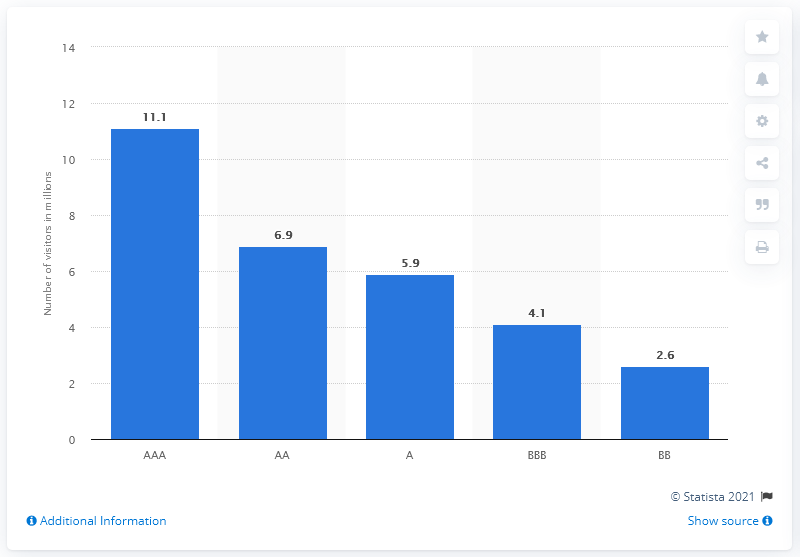 14
12
10
8
6
4
2
0
Number of visitors in millions
11.1
6.9
5.9
4.1
2.6
AAA
AA
A
BBB
BB
© Statista 2021
Additional Information
Show source